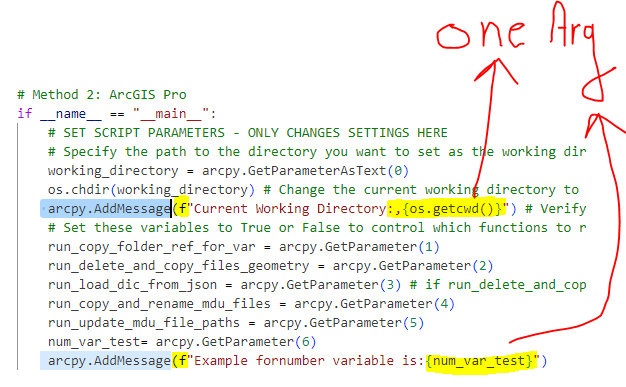 one Arg
# Method 2: ArcGIS Pro
if __name__ == "__main__":
# SET SCRIPT PARAMETERS - ONLY CHANGES SETTINGS HERE
# Specify the path to the directory you want to set as the working dir
working_directory = arcpy.GetParameterAsText(0)
os.chdir(working_directory) # Change the current working directory to
arcpy.AddMessage(f"Current Working Directory:,{os.getcwd()}") # Verify
# Set these variables to True or False to control which functions to r
run_copy_folder_ref_for_var = arcpy.GetParameter(1)
run_delete_and_copy_files_geometry = arcpy.GetParameter(2)
run_load_dic_from_json = arcpy.GetParameter(3) # if run_delete_and_cop
run_copy_and_rename_mdu_files = arcpy.GetParameter(4)
run_update_mdu_file_paths = arcpy.GetParameter(5)
num_var_test= arcpy.GetParameter(6)
arcpy.AddMessage(f"Example fornumber variable is:{num_var_test}")